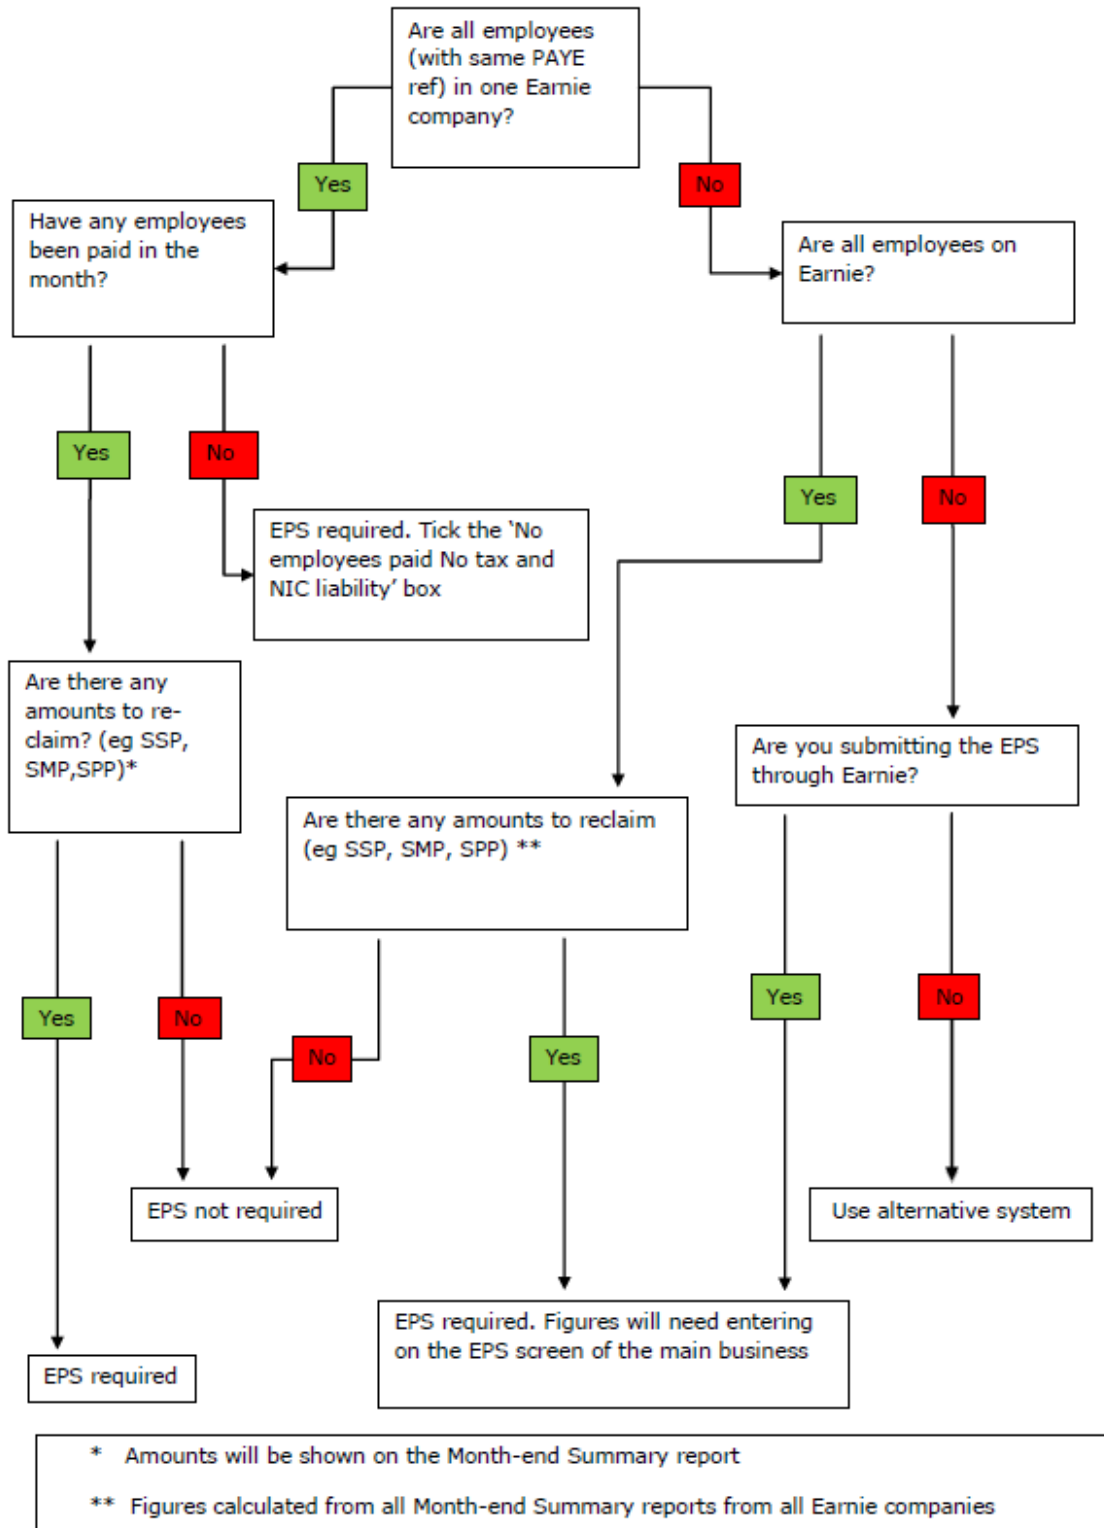 Are all employees
(with same PAYE
ref) in one Earnie
company?
Yes
No
Have any employees
been paid in the
month?
Are all employees on
Earnie?
Yes
No
Yes
No
EPS required. Tick the ‘No
employees paid No tax and
NIC liability’ box
Are there any
amounts to re-
claim? (eg SSP,
SMP,SPP)*
Are you submitting the EPS
through Earnie?
Are there any amounts to reclaim
(eg SSP, SMP, SPP) **
Yes
No
No
Yes
Yes
No
EPS not required
Use alternative system
EPS required. Figures will need entering
on the EPS screen of the main business
EPS required
* Amounts will be shown on the Month-end Summary report
** Figures calculated from all Month-end Summary reports from all Earnie companies